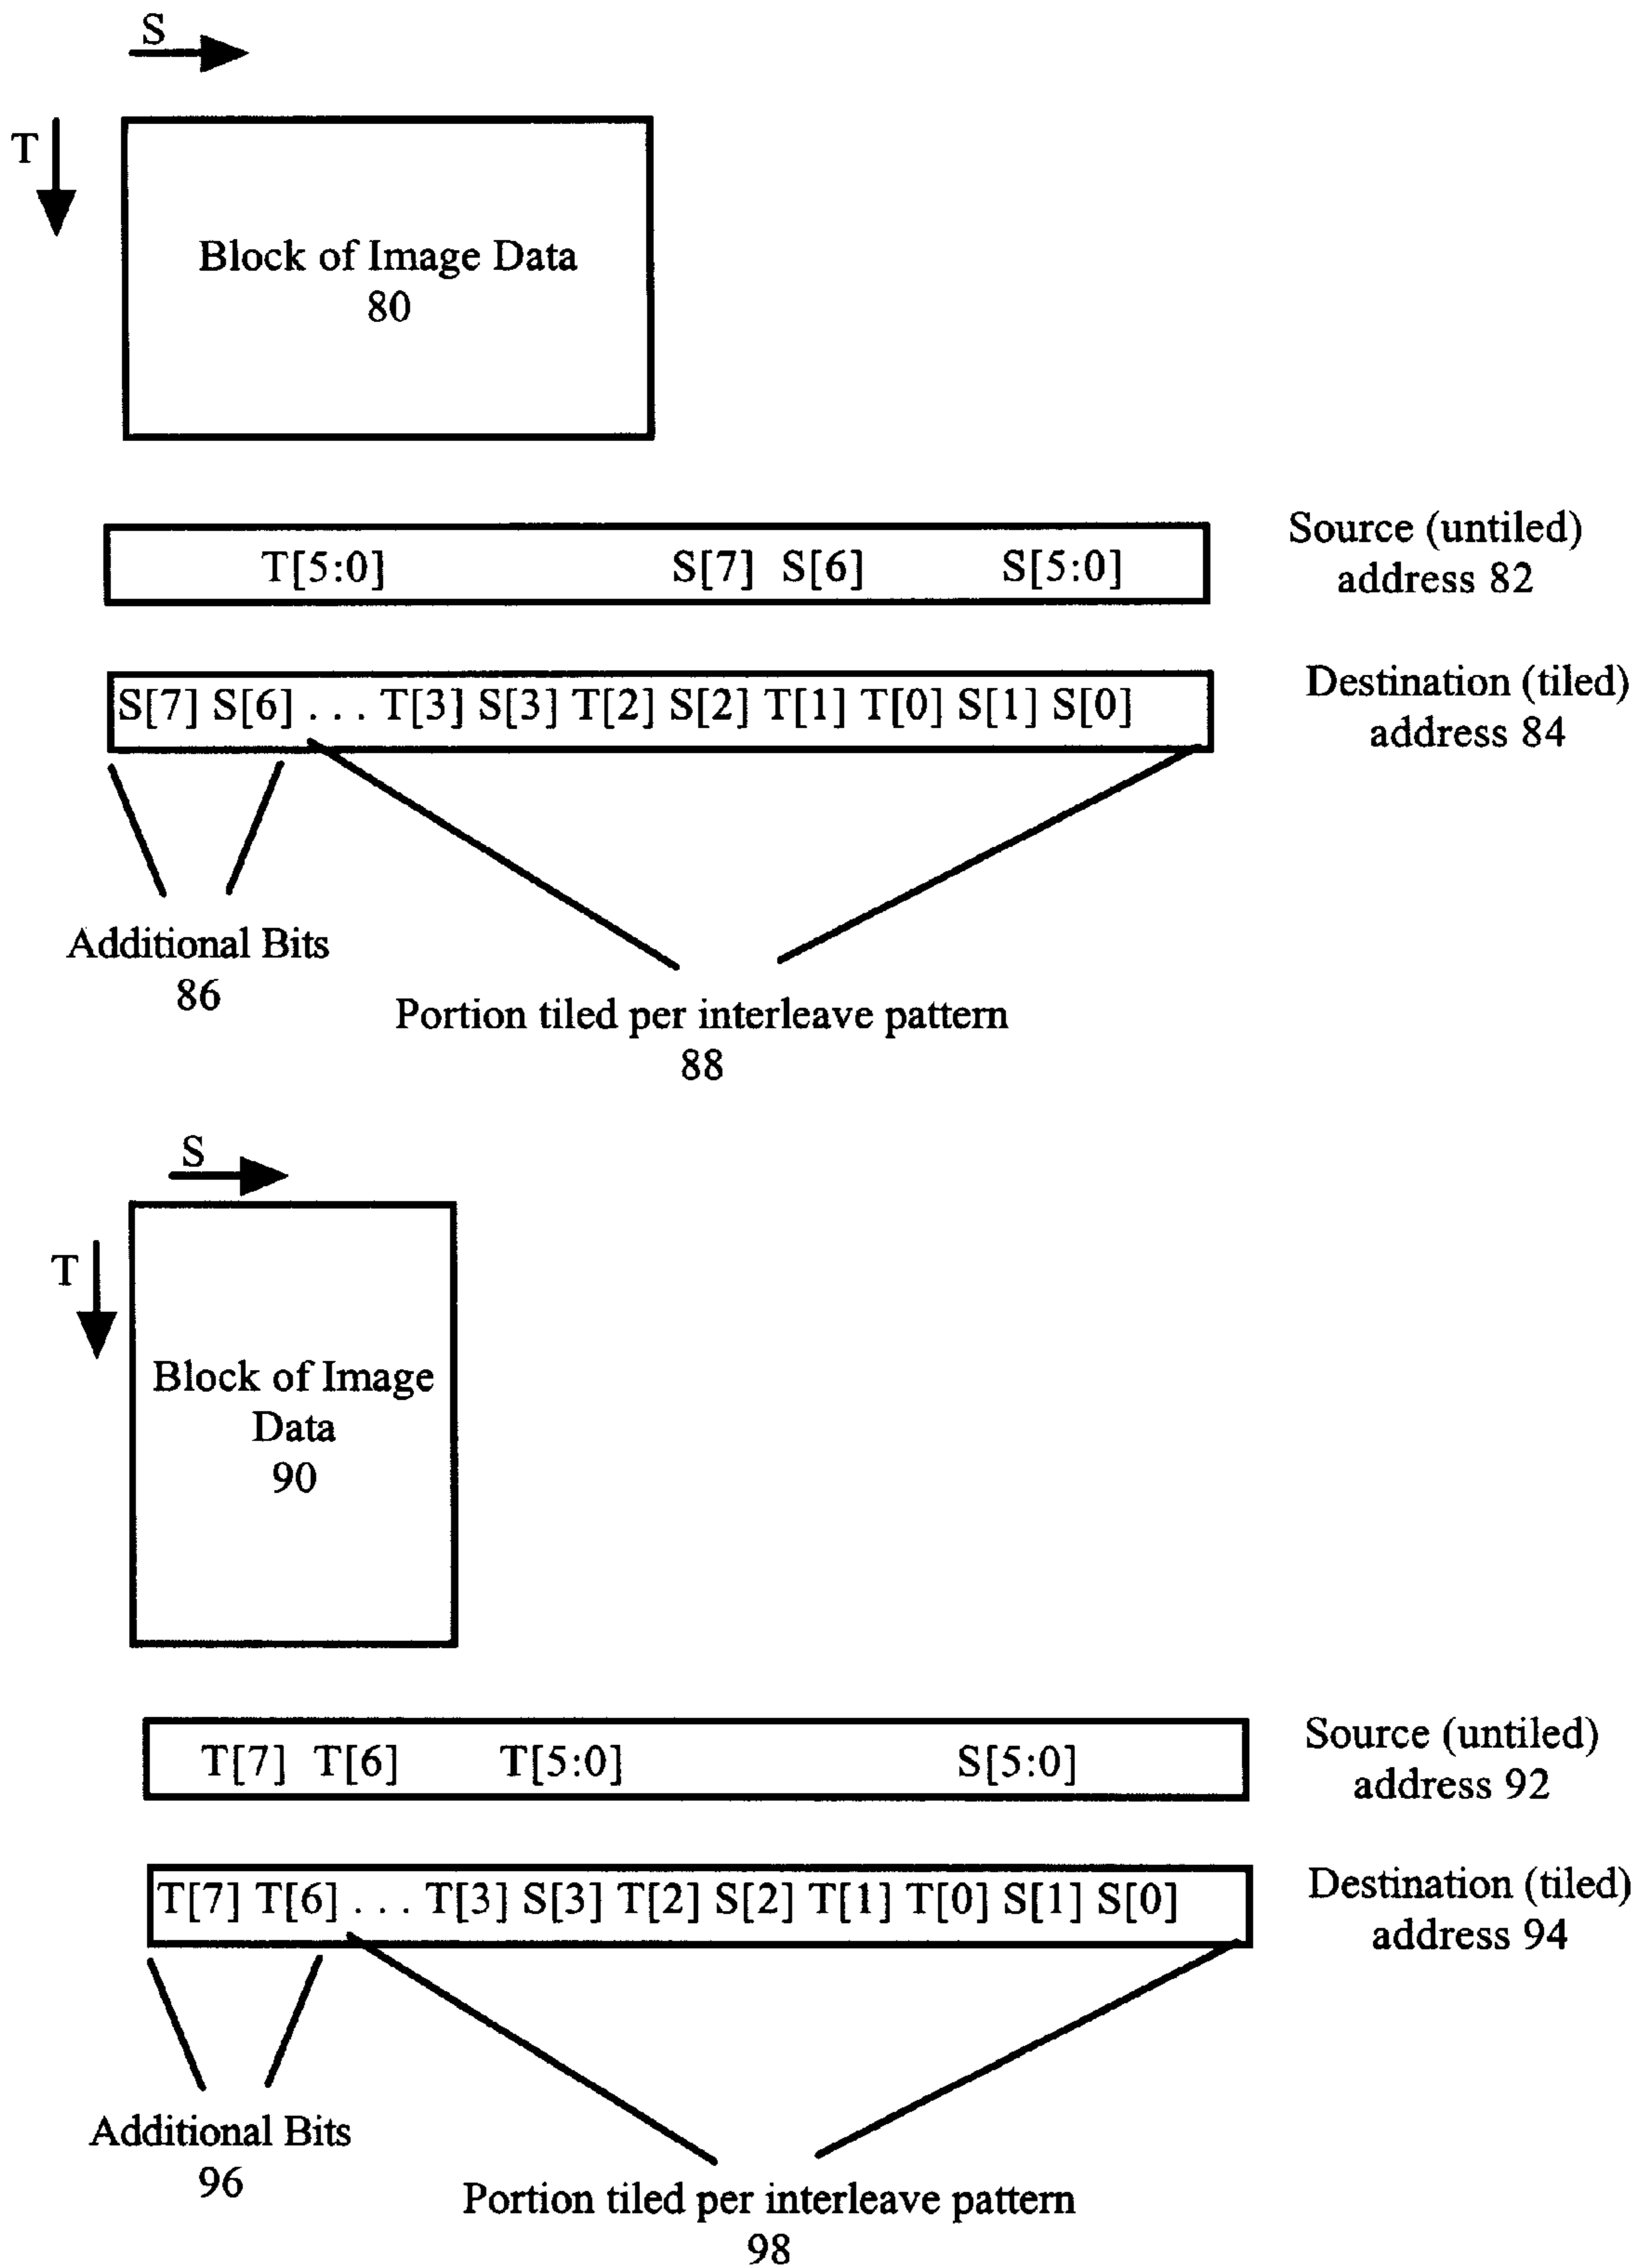 S
T
Block of Image Data
80
Source (untiled)
address 82
T[5:0] S[7] S[6] S[5:0]
Destination (tiled)
address 84
S[7] S[6] . . . T[3] S[3] T[2] S[2] T[1] T[0] S[1] S[0]
Additional Bits
86
Portion tiled per interleave pattern
88
S
T
Block of Image
Data
90
Source (untiled)
address 92
T[7] T[6] T[5:0] S[5:0]
Destination (tiled)
address 94
T[7] T[6] . . . T[3] S[3] T[2] S[2] T[1] T[0] S[1] S[0]
Additional Bits
96
Portion tiled per interleave pattern
98